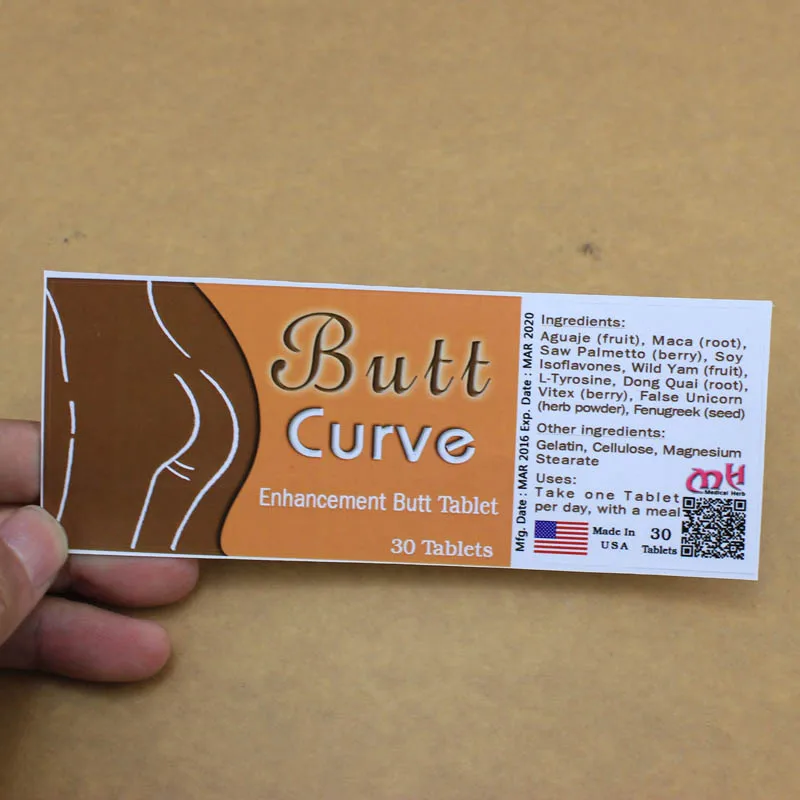 Butt
Curve
Enhancement Butt Tablet
30 Tablets
Mfg. Date : MAR 2016 Exp. Date : MAR 2020
Ingredients:
Aguaje (fruit), Maca (root),
Saw Palmetto (berry), Soy
Isoflavones, Wild Yam (fruit),
L-Tyrosine, Dong Quai (root),
Vitex (berry), False Unicorn
(herb powder), Fenugreek (seed)
Other ingredients:
Gelatin, Cellulose, Magnesium
Stearate
Uses:
Take one Tablet
per day, with a meal
MH
Medical Herb
Made In
USA
30
Tablets